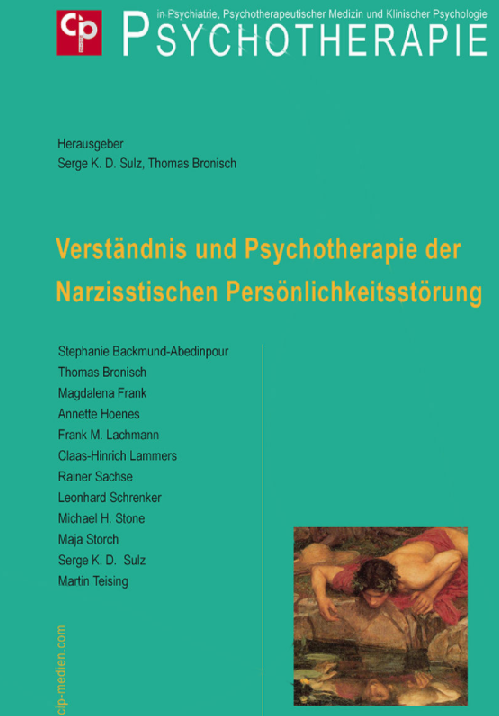 CIP
in Psychiatrie, Psychotherapeutischer Medizin und Klinischer Psychologie
PSYCHOTHERAPIE
Herausgeber
Serge K. D. Sulz, Thomas Bronisch
Verständnis und Psychotherapie der
Narzisstischen Persönlichkeitsstörung
Stephanie Backmund-Abedinpour
Thomas Bronisch
Magdalena Frank
Annette Hoenes
Frank M. Lachmann
Claas-Hinrich Lammers
Rainer Sachse
Leonhard Schrenker
Michael H. Stone
Maja Storch
Serge K. D. Sulz
Martin Teising
cip-medien.com